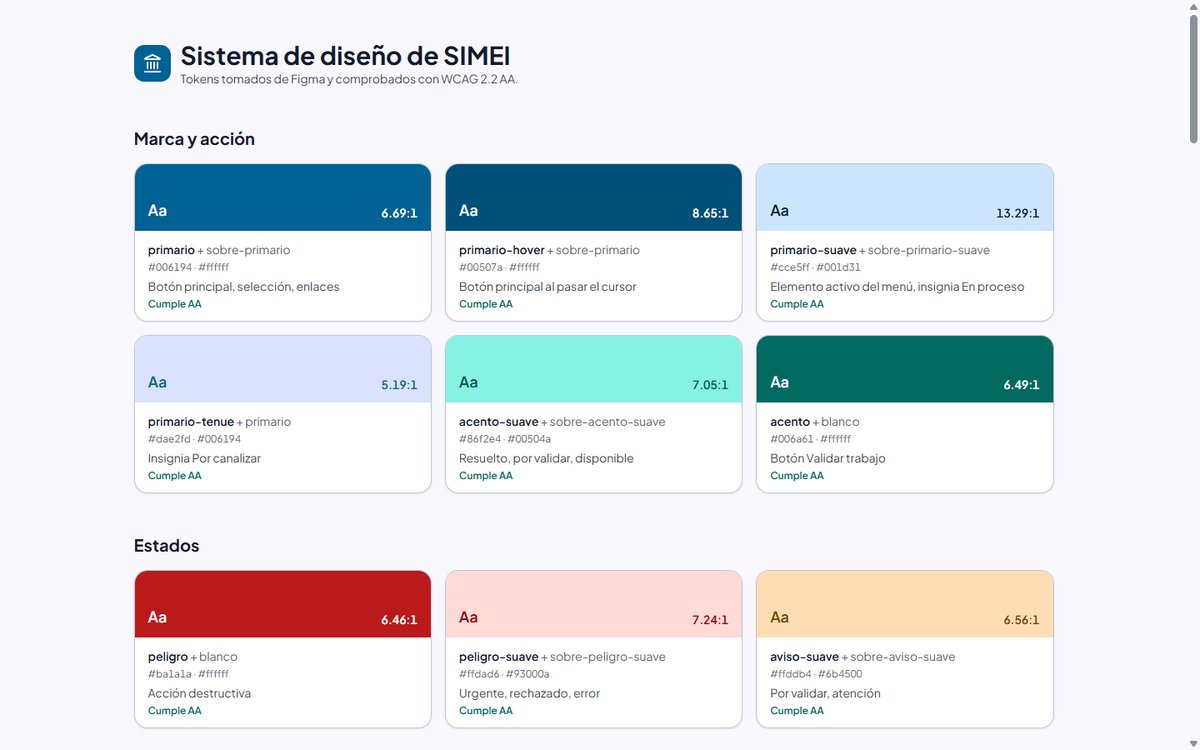 Sistema de diseño de SIMEI
Tokens tomados de Figma y comprobados con WCAG 2.2 AA.
Marca y acción
Aa 6.69:1
primario + sobre-primario
#006194 · #ffffff
Botón principal, selección, enlaces
Cumple AA
Aa 8.65:1
primario-hover + sobre-primario
#00507a · #ffffff
Botón principal al pasar el cursor
Cumple AA
Aa 13.29:1
primario-suave + sobre-primario-suave
#cce5ff · #001d31
Elemento activo del menú, insignia En proceso
Cumple AA
Aa 5.19:1
primario-tenue + primario
#dae2fd · #006194
Insignia Por canalizar
Cumple AA
Aa 7.05:1
acento-suave + sobre-acento-suave
#86f2e4 · #00504a
Resuelto, por validar, disponible
Cumple AA
Aa 6.49:1
acento + blanco
#006a61 · #ffffff
Botón Validar trabajo
Cumple AA
Estados
Aa 6.46:1
peligro + blanco
#ba1a1a · #ffffff
Acción destructiva
Cumple AA
Aa 7.24:1
peligro-suave + sobre-peligro-suave
#ffdad6 · #93000a
Urgente, rechazado, error
Cumple AA
Aa 6.56:1
aviso-suave + sobre-aviso-suave
#ffddb4 · #6b4500
Por validar, atención
Cumple AA